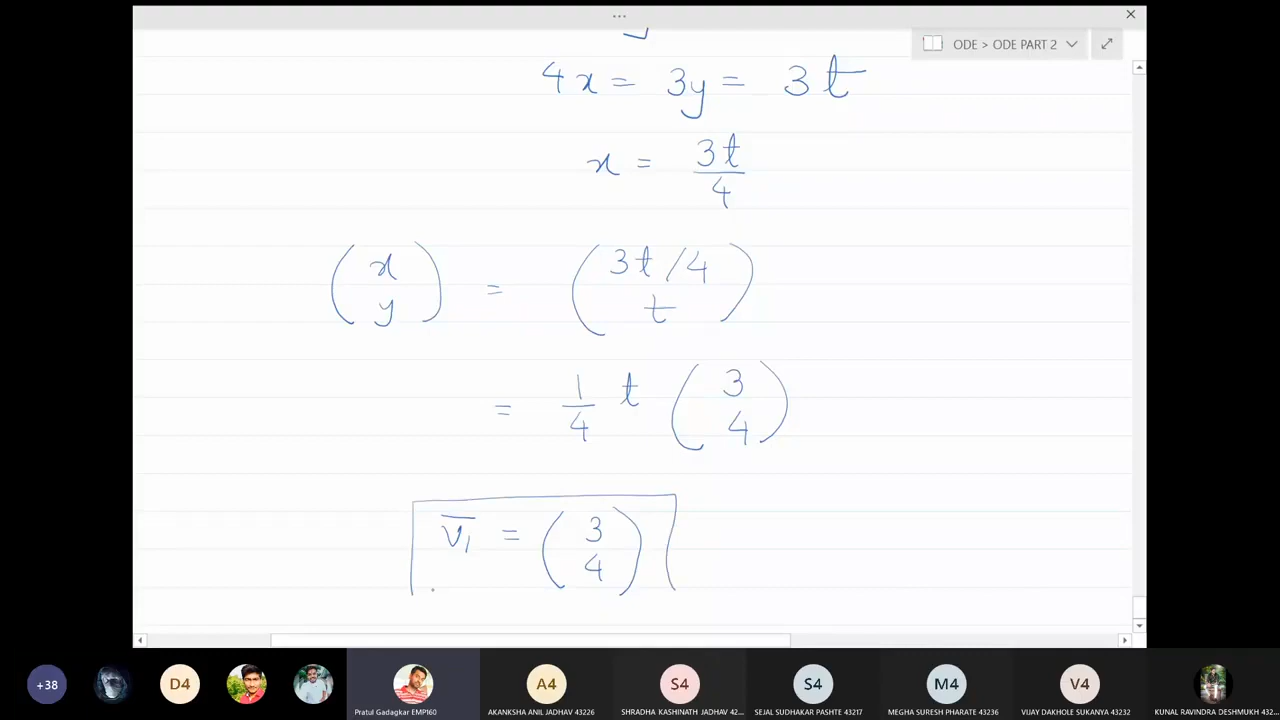 ...
ODE > ODE PART 2
4x = 3y = 3t
x = 3t/4
(x y) = (3t/4 t)
= 1/4 t (3 4)
v̅₁ = (3 4)
+38 D4 A4 S4 S4 M4 V4
Pratul Gadagkar EMP160 AKANKSHA ANIL JADHAV 43226 SHRADHA KASHINATH JADHAV 42... SEJAL SUDHAKAR PASHTE 43217 MEGHA SURESH PHARATE 43236 VIJAY DAKHOLE SUKANYA 43232 KUNAL RAVINDRA DESHMUKH 432...